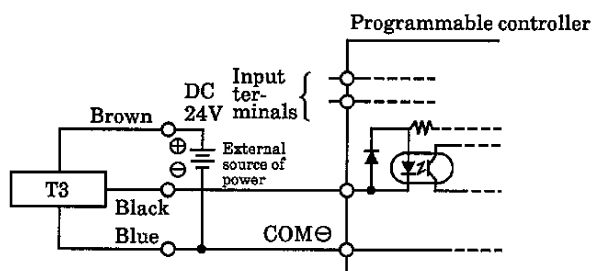 Programmable controller
DC
24V
Input
ter-
minals
Brown
⊕
⊖
External
source of
power
T3
Black
Blue
COM⊖